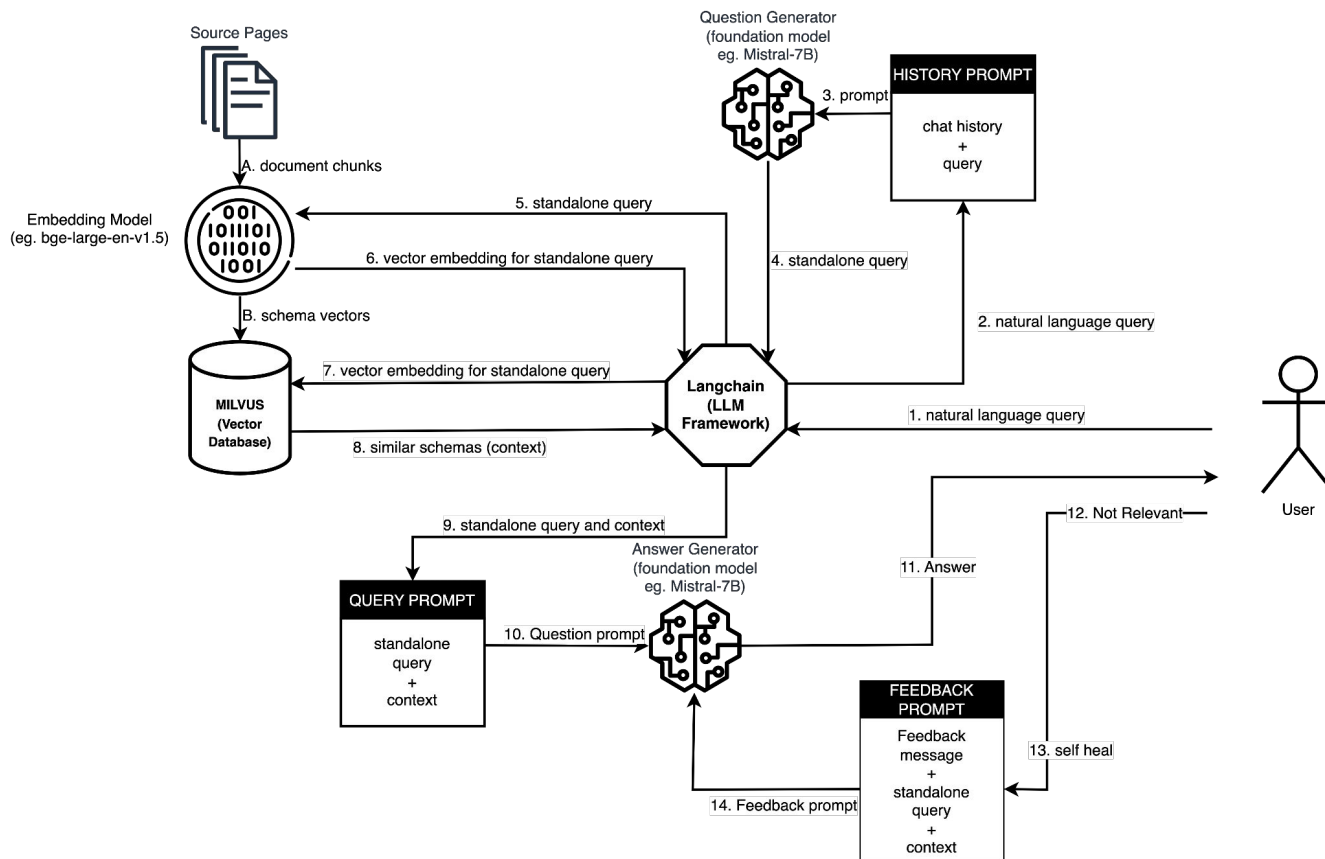 Source Pages
A. document chunks
Embedding Model
(eg. bge-large-en-v1.5)
001
101101
011010
1001
B. schema vectors
MILVUS
(Vector
Database)
Question Generator
(foundation model
eg. Mistral-7B)
3. prompt
HISTORY PROMPT
chat history
+
query
5. standalone query
6. vector embedding for standalone query
4. standalone query
2. natural language query
7. vector embedding for standalone query
8. similar schemas (context)
Langchain
(LLM
Framework)
1. natural language query
User
12. Not Relevant
9. standalone query and context
QUERY PROMPT
standalone
query
+
context
10. Question prompt
Answer Generator
(foundation model
eg. Mistral-7B)
11. Answer
FEEDBACK
PROMPT
Feedback
message
+
standalone
query
+
context
13. self heal
14. Feedback prompt